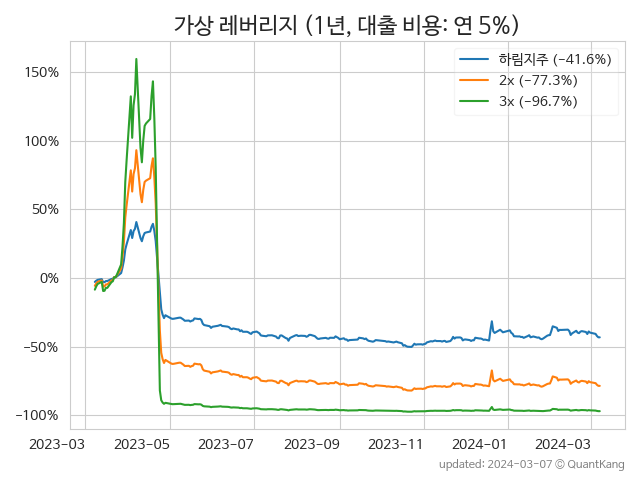 가상 레버리지 (1년, 대출 비용: 연 5%)
하림지주 (−41.6%)
2x (−77.3%)
3x (−96.7%)
150%
100%
50%
0%
−50%
−100%
2023-03 2023-05 2023-07 2023-09 2023-11 2024-01 2024-03
updated: 2024-03-07 © QuantKang